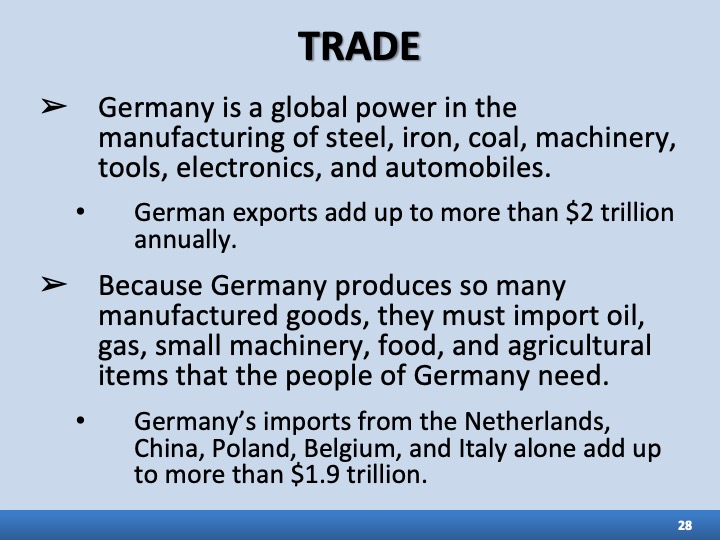 TRADE
➢ Germany is a global power in the
manufacturing of steel, iron, coal, machinery,
tools, electronics, and automobiles.
• German exports add up to more than $2 trillion
annually.
➢ Because Germany produces so many
manufactured goods, they must import oil,
gas, small machinery, food, and agricultural
items that the people of Germany need.
• Germany’s imports from the Netherlands,
China, Poland, Belgium, and Italy alone add up
to more than $1.9 trillion.
28